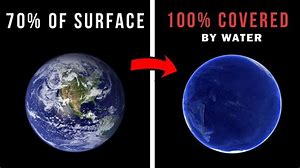 70% OF SURFACE
100% COVERED
BY WATER